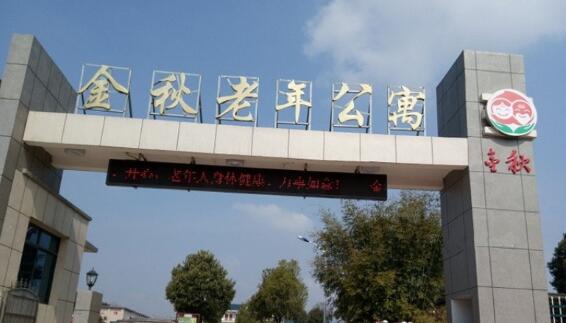 金秋老年公寓
老年人身体健康、万事如意! 金
金秋